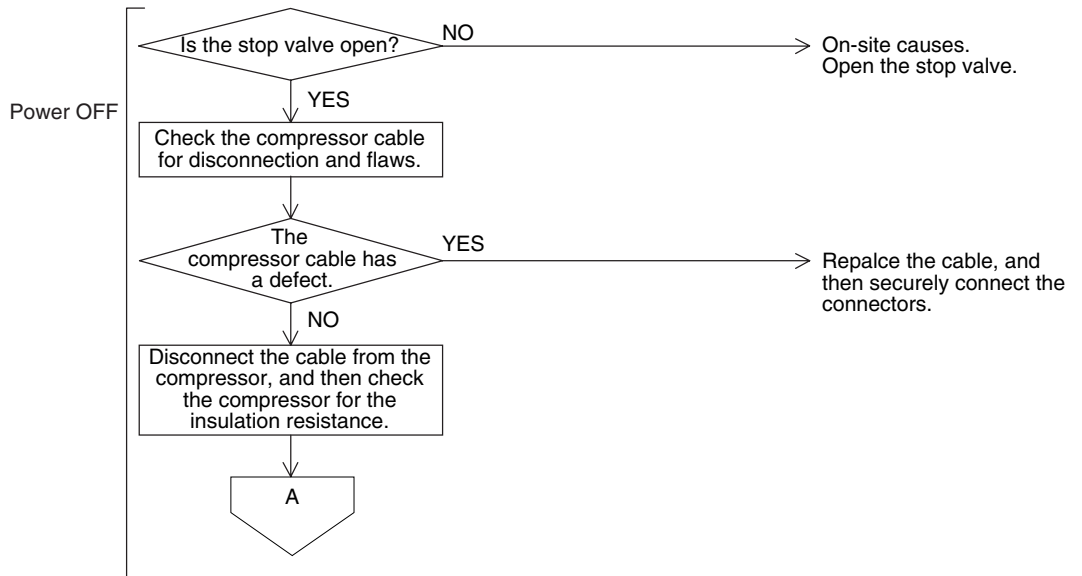 Is the stop valve open?
NO
On-site causes.
Open the stop valve.
Power OFF
YES
Check the compressor cable
for disconnection and flaws.
The
compressor cable has
a defect.
YES
Repalce the cable, and
then securely connect the
connectors.
NO
Disconnect the cable from the
compressor, and then check
the compressor for the
insulation resistance.
A